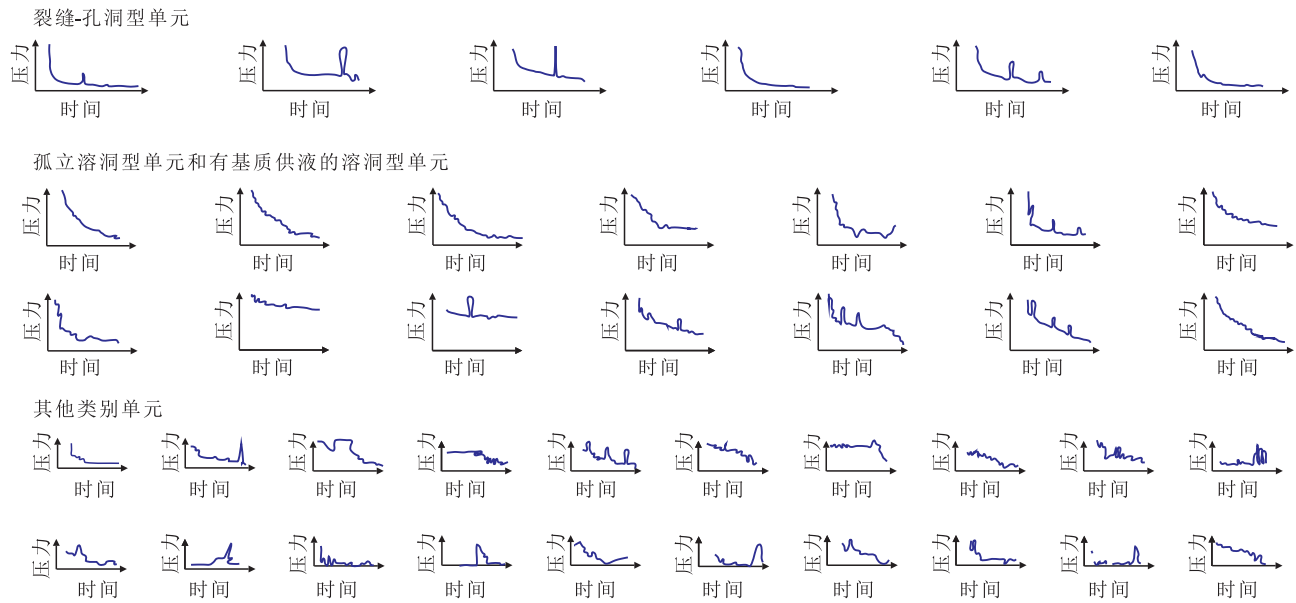 裂缝-孔洞型单元
压力 压力 压力 压力 压力 压力
时间 时间 时间 时间 时间 时间
孤立溶洞型单元和有基质供液的溶洞型单元
压力 压力 压力 压力 压力 压力 压力
时间 时间 时间 时间 时间 时间 时间
压力 压力 压力 压力 压力 压力 压力
时间 时间 时间 时间 时间 时间 时间
其他类别单元
压力 压力 压力 压力 压力 压力 压力 压力 压力 压力
时间 时间 时间 时间 时间 时间 时间 时间 时间 时间
压力 压力 压力 压力 压力 压力 压力 压力 压力 压力
时间 时间 时间 时间 时间 时间 时间 时间 时间 时间